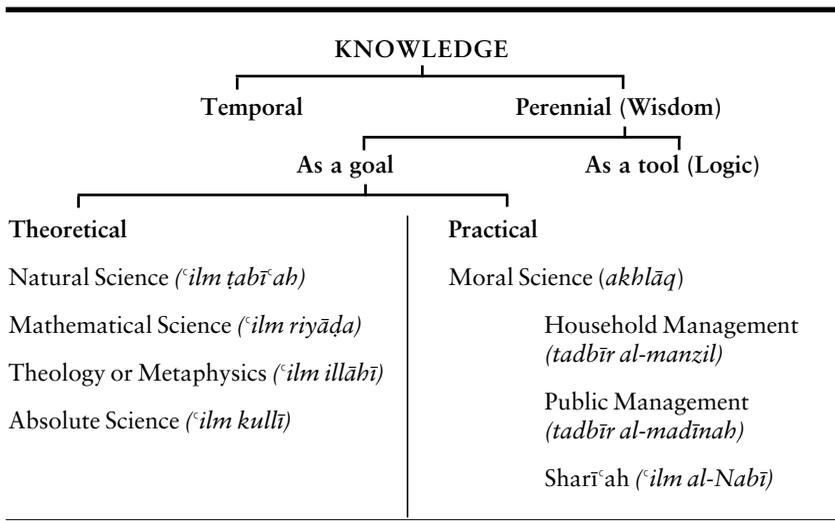 KNOWLEDGE
Temporal
Perennial (Wisdom)
As a goal
As a tool (Logic)
Theoretical
Natural Science (ʿilm ṭabīʿah)
Mathematical Science (ʿilm riyāḍa)
Theology or Metaphysics (ʿilm illāhī)
Absolute Science (ʿilm kullī)
Practical
Moral Science (akhlāq)
Household Management
(tadbīr al-manzil)
Public Management
(tadbīr al-madīnah)
Sharīʿah (ʿilm al-Nabī)